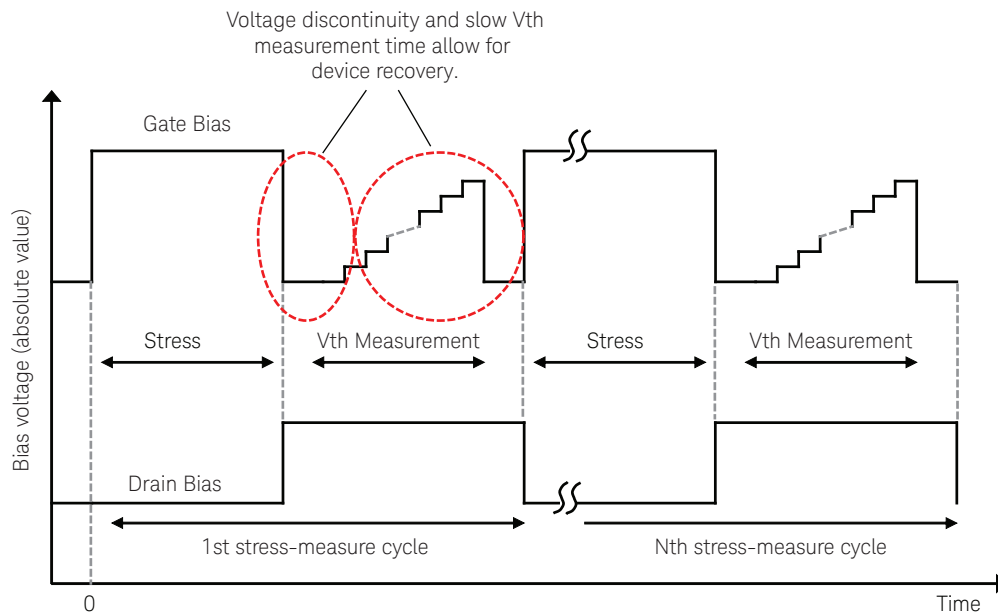 Voltage discontinuity and slow Vth
measurement time allow for
device recovery.
Gate Bias
Bias voltage (absolute value)
Stress
Vth Measurement
Stress
Vth Measurement
Drain Bias
1st stress-measure cycle
Nth stress-measure cycle
0
Time